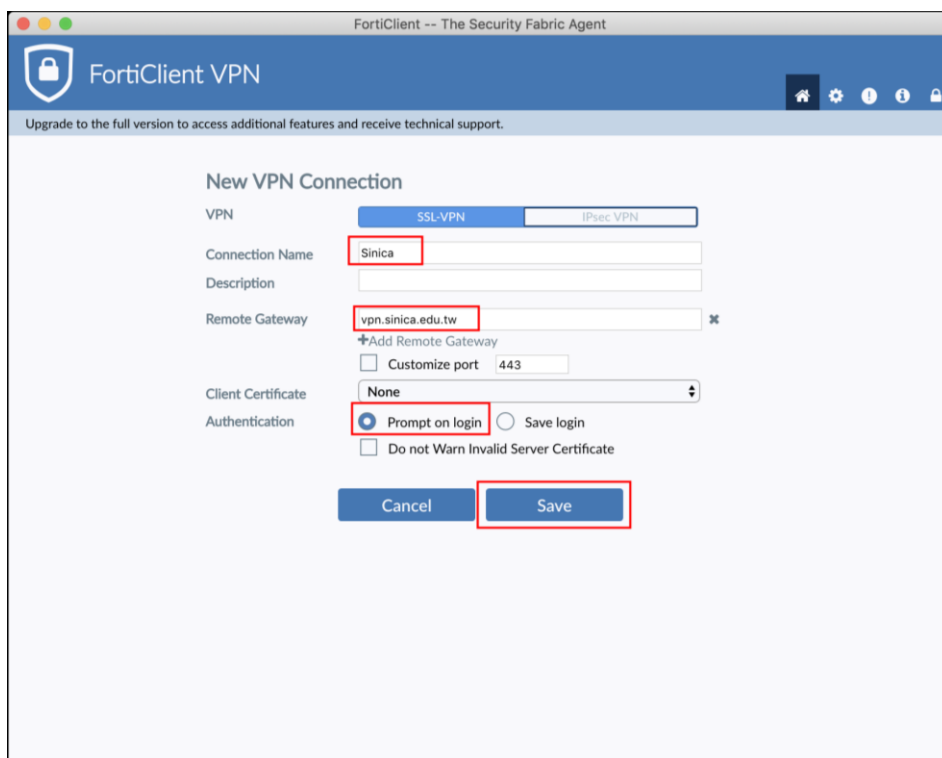 FortiClient -- The Security Fabric Agent
FortiClient VPN
Upgrade to the full version to access additional features and receive technical support.
New VPN Connection
VPN SSL-VPN IPsec VPN
Connection Name Sinica
Description
Remote Gateway vpn.sinica.edu.tw
+Add Remote Gateway
Customize port 443
Client Certificate None
Authentication Prompt on login Save login
Do not Warn Invalid Server Certificate
Cancel Save